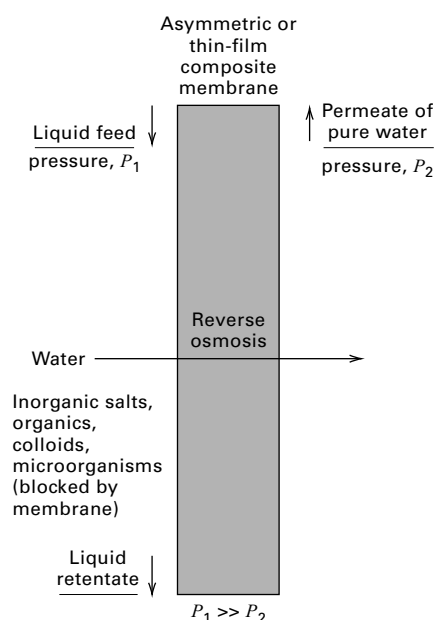 Asymmetric or
thin-film
composite
membrane
Liquid feed
pressure, P₁
Permeate of
pure water
pressure, P₂
Reverse
osmosis
Water
Inorganic salts,
organics,
colloids,
microorganisms
(blocked by
membrane)
Liquid
retentate
P₁ >> P₂